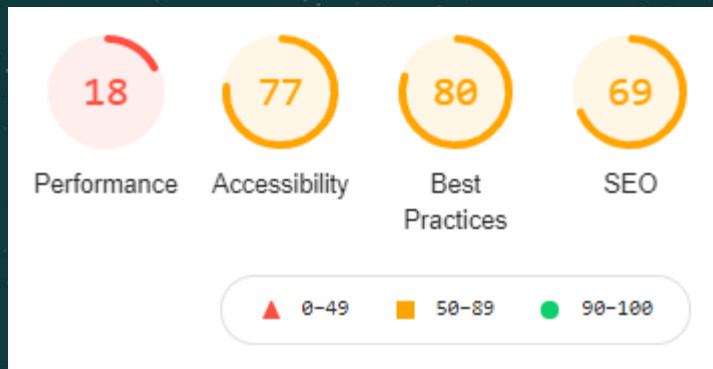 18 77 80 69
Performance Accessibility Best Practices SEO
0–49 50–89 90–100